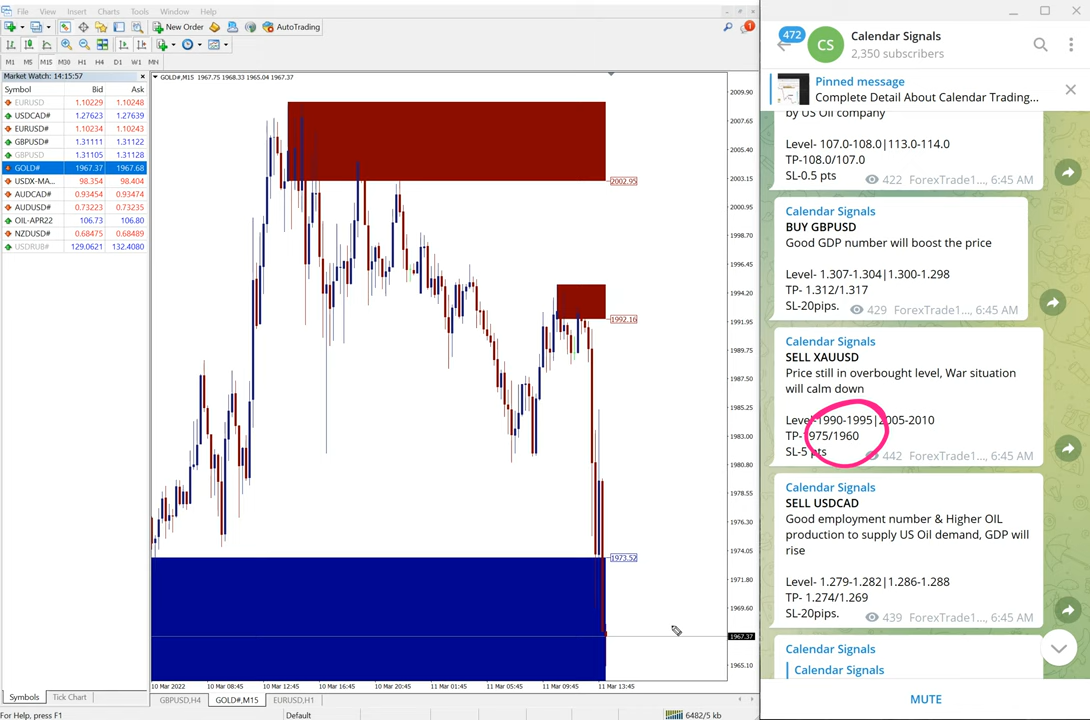 File View Insert Charts Tools Window Help
1
New Order AutoTrading
M1 M5 M15 M30 H1 H4 D1 W1 MN
Market Watch: 14:15:57
Symbol Bid Ask
EURUSD 1.10229 1.10248
USDCAD# 1.27623 1.27639
EURUSD# 1.10234 1.10243
GBPUSD# 1.31111 1.31121
GBPUSD 1.31105 1.31128
GOLD# 1967.37 1967.68
USDX-MA... 98.354 98.404
AUDCAD# 0.93454 0.93474
AUDUSD# 0.73223 0.73235
OIL-APR22 106.73 106.80
NZDUSD# 0.68475 0.68489
USDRUB# 129.0621 132.4080
Symbols Tick Chart
GOLD#,M15 1967.75 1968.33 1965.04 1967.37
2009.90
2007.65
2005.40
2003.15
2000.95
1998.70
1996.45
1994.20
1991.95
1989.75
1987.50
1985.25
1983.00
1980.80
1978.55
1976.30
1974.05
1971.80
1969.60
1967.37
1965.10
2002.95
1992.16
1973.52
10 Mar 2022 10 Mar 08:45 10 Mar 12:45 10 Mar 16:45 10 Mar 20:45 11 Mar 01:45 11 Mar 05:45 11 Mar 09:45 11 Mar 13:45
GBPUSD,H4 GOLD#,M15 EURUSD,H1
For Help, press F1 Default 6482/5 kb
472
CS
Calendar Signals
2,350 subscribers
Pinned message
Complete Detail About Calendar Trading...
by US Oil company
Level- 107.0-108.0|113.0-114.0
TP-108.0/107.0
SL-0.5 pts 422 ForexTrade1..., 6:45 AM
Calendar Signals
BUY GBPUSD
Good GDP number will boost the price
Level- 1.307-1.304|1.300-1.298
TP- 1.312/1.317
SL-20pips. 429 ForexTrade1..., 6:45 AM
Calendar Signals
SELL XAUUSD
Price still in overbought level, War situation
will calm down
Level-1990-1995|2005-2010
TP-1975/1960
SL-5 pts 442 ForexTrade1..., 6:45 AM
Calendar Signals
SELL USDCAD
Good employment number & Higher OIL
production to supply US Oil demand, GDP will
rise
Level- 1.279-1.282|1.286-1.288
TP- 1.274/1.269
SL-20pips. 439 ForexTrade1..., 6:45 AM
Calendar Signals
Calendar Signals
MUTE